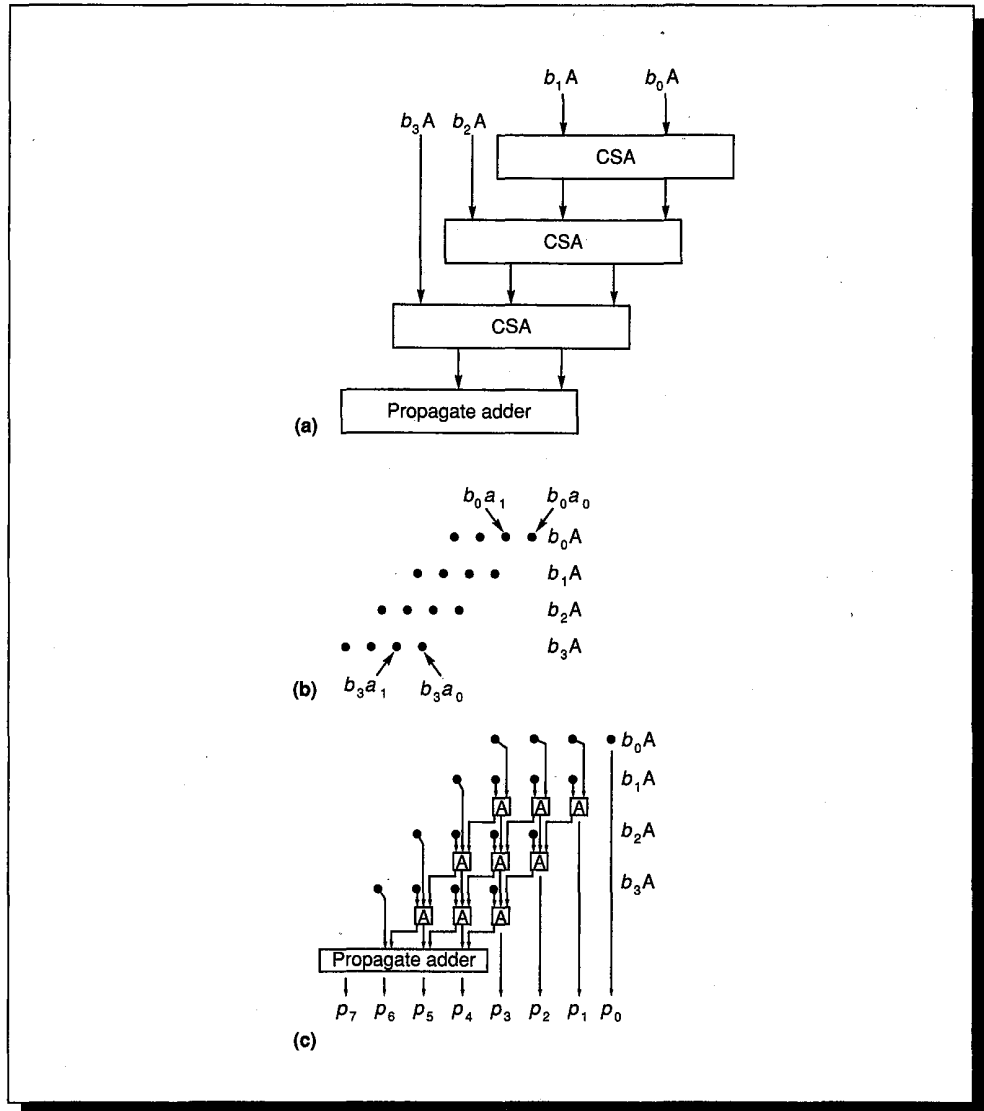 b₁A b₀A
b₃A b₂A
CSA
CSA
CSA
Propagate adder
(a)
b₀a₁ b₀a₀
b₀A
b₁A
b₂A
b₃A
b₃a₁ b₃a₀
(b)
b₀A
b₁A
A A A
b₂A
A A A
b₃A
A A A
Propagate adder
p₇ p₆ p₅ p₄ p₃ p₂ p₁ p₀
(c)